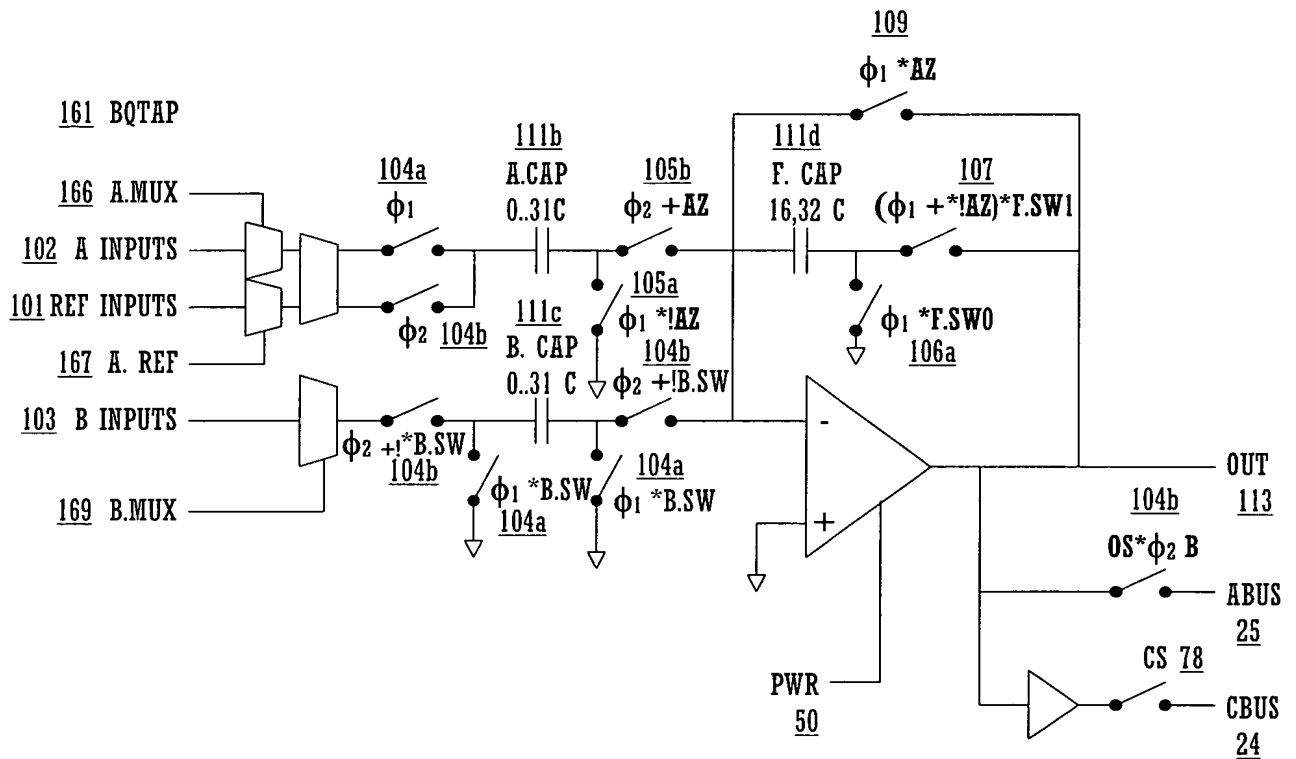 109
ϕ1 *AZ
161 BQTAP
111b
A.CAP
0..31C
111d
F. CAP
16,32 C
104a
ϕ1
105b
ϕ2 +AZ
107
(ϕ1 +*!AZ)*F.SW1
166 A.MUX
102 A INPUTS
101 REF INPUTS
167 A. REF
ϕ2 104b
105a
ϕ1 *!AZ
ϕ1 *F.SW0
106a
111c
B. CAP
0..31 C
104b
ϕ2 +!B.SW
103 B INPUTS
ϕ2 +!*B.SW
104b
-
+
104a
ϕ1 *B.SW
ϕ1 *B.SW
104a
169 B.MUX
OUT
113
104b
OS*ϕ2 B
ABUS
25
CS 78
CBUS
24
PWR
50